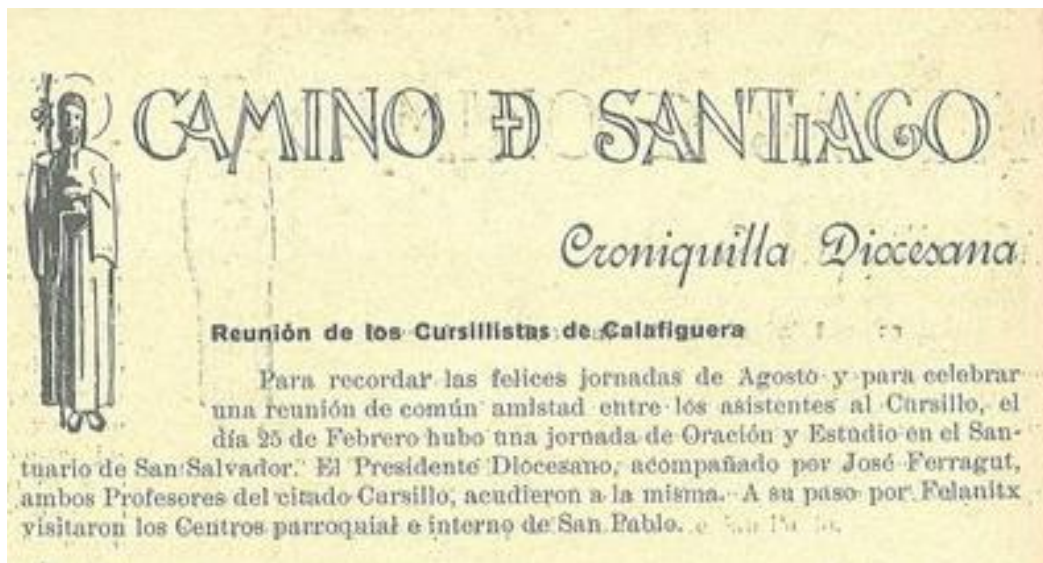 CAMINO D SANTIAGO
Croniquilla Diocesana
Reunión de los Cursillistas de Calafiguera
Para recordar las felices jornadas de Agosto y para celebrar
una reunión de común amistad entre los asistentes al Cursillo, el
día 25 de Febrero hubo una jornada de Oración y Estudio en el San-
tuario de San Salvador. El Presidente Diocesano, acompañado por José Ferragut,
ambos Profesores del citado Cursillo, acudieron a la misma. A su paso por Felanitx
visitaron los Centros parroquial e interno de San Pablo.